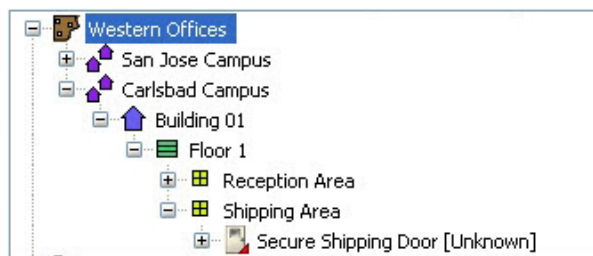 Western Offices
San Jose Campus
Carlsbad Campus
Building 01
Floor 1
Reception Area
Shipping Area
Secure Shipping Door [Unknown]